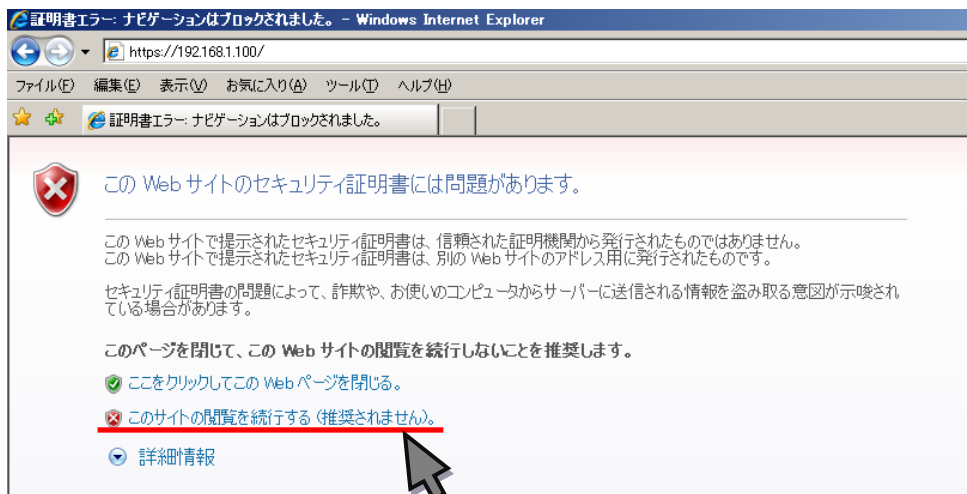 証明書エラー: ナビゲーションはブロックされました。 - Windows Internet Explorer
https://192.168.1.100/
ファイル(F) 編集(E) 表示(V) お気に入り(A) ツール(T) ヘルプ(H)
証明書エラー: ナビゲーションはブロックされました。
この Web サイトのセキュリティ証明書には問題があります。
この Web サイトで提示されたセキュリティ証明書は、信頼された証明機関から発行されたものではありません。
この Web サイトで提示されたセキュリティ証明書は、別の Web サイトのアドレス用に発行されたものです。
セキュリティ証明書の問題によって、詐欺や、お使いのコンピュータからサーバーに送信される情報を盗み取る意図が示唆され
ている場合があります。
このページを閉じて、この Web サイトの閲覧を続行しないことを推奨します。
ここをクリックしてこの Web ページを閉じる。
このサイトの閲覧を続行する (推奨されません)。
詳細情報